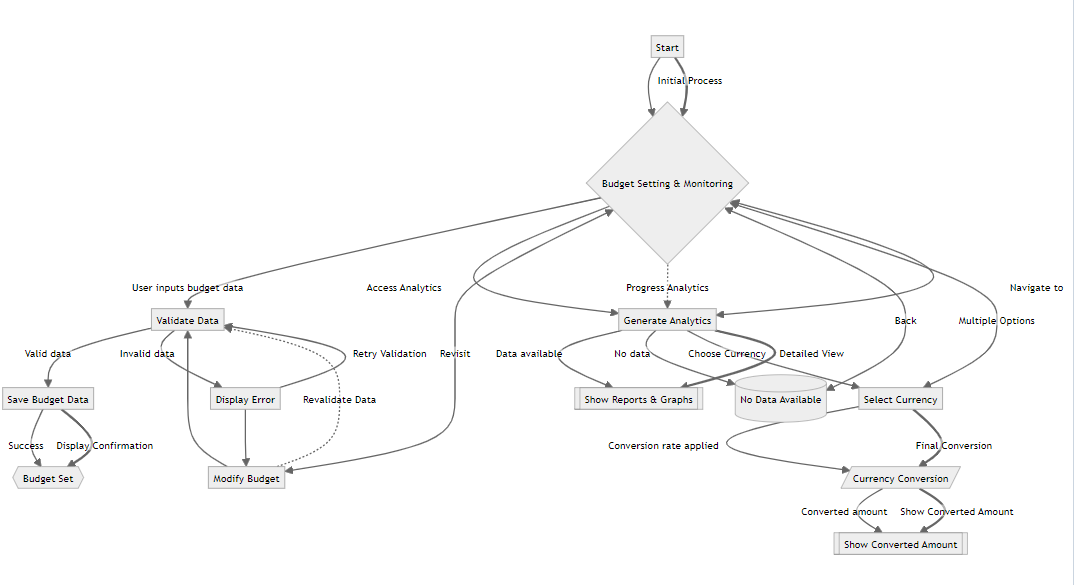 Start
Initial Process
Budget Setting & Monitoring
User inputs budget data
Access Analytics
Progress Analytics
Navigate to
Validate Data
Generate Analytics
Back
Multiple Options
Valid data
Invalid data
Retry Validation
Revisit
Data available
No data
Choose Currency
Detailed View
Save Budget Data
Display Error
Revalidate Data
Show Reports & Graphs
No Data Available
Select Currency
Success
Display Confirmation
Conversion rate applied
Final Conversion
Budget Set
Modify Budget
Currency Conversion
Converted amount
Show Converted Amount
Show Converted Amount